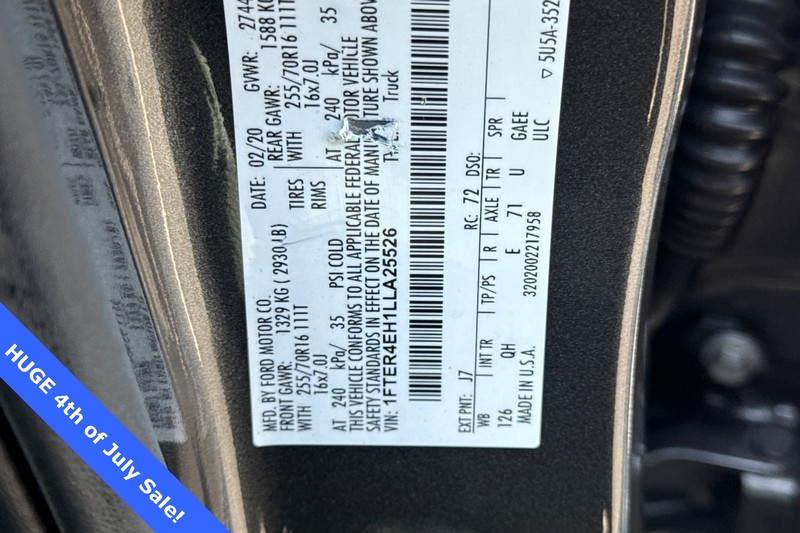 MFD. BY FORD MOTOR CO.
DATE: 02/20
GVWR: 2744
FRONT GAWR: 1329 KG ( 2930 LB)
REAR GAWR: 1588 KG
WITH 255/70R16 111T
TIRES
WITH 255/70R16 111T
16x7.0J
RIMS
16x7.0J
AT 240 kPa/ 35 PSI COLD
AT 240 kPa/ 35
THIS VEHICLE CONFORMS TO ALL APPLICABLE FEDERAL VEHICLE
SAFETY STANDARDS IN EFFECT ON THE DATE OF SHOWN
VIN: 1FTER4EH1LLA25526
Truck
EXT PNT: J7
RC: 72
DSO:
WB
INT TR
TP/PS
R
AXLE
TR
SPR
126
QH
E
71
U
GAEE
ULC
MADE IN U.S.A.
3202002217958
▽ 5U5A-352
HUGE 4th of July Sale!